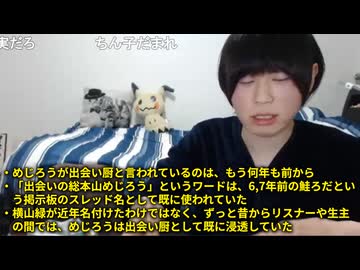 実だろ
ちん子だまれ
・めじろうが出会い厨と言われているのは、もう何年も前から
・「出会いの総本山めじろう」というワードは、6,7年前の鮭ろだとい
う掲示板のスレッド名として既に使われていた
・横山緑が近年名付けたわけではなく、ずっと昔からリスナーや生主
の間では、めじろうは出会い厨として既に浸透していた